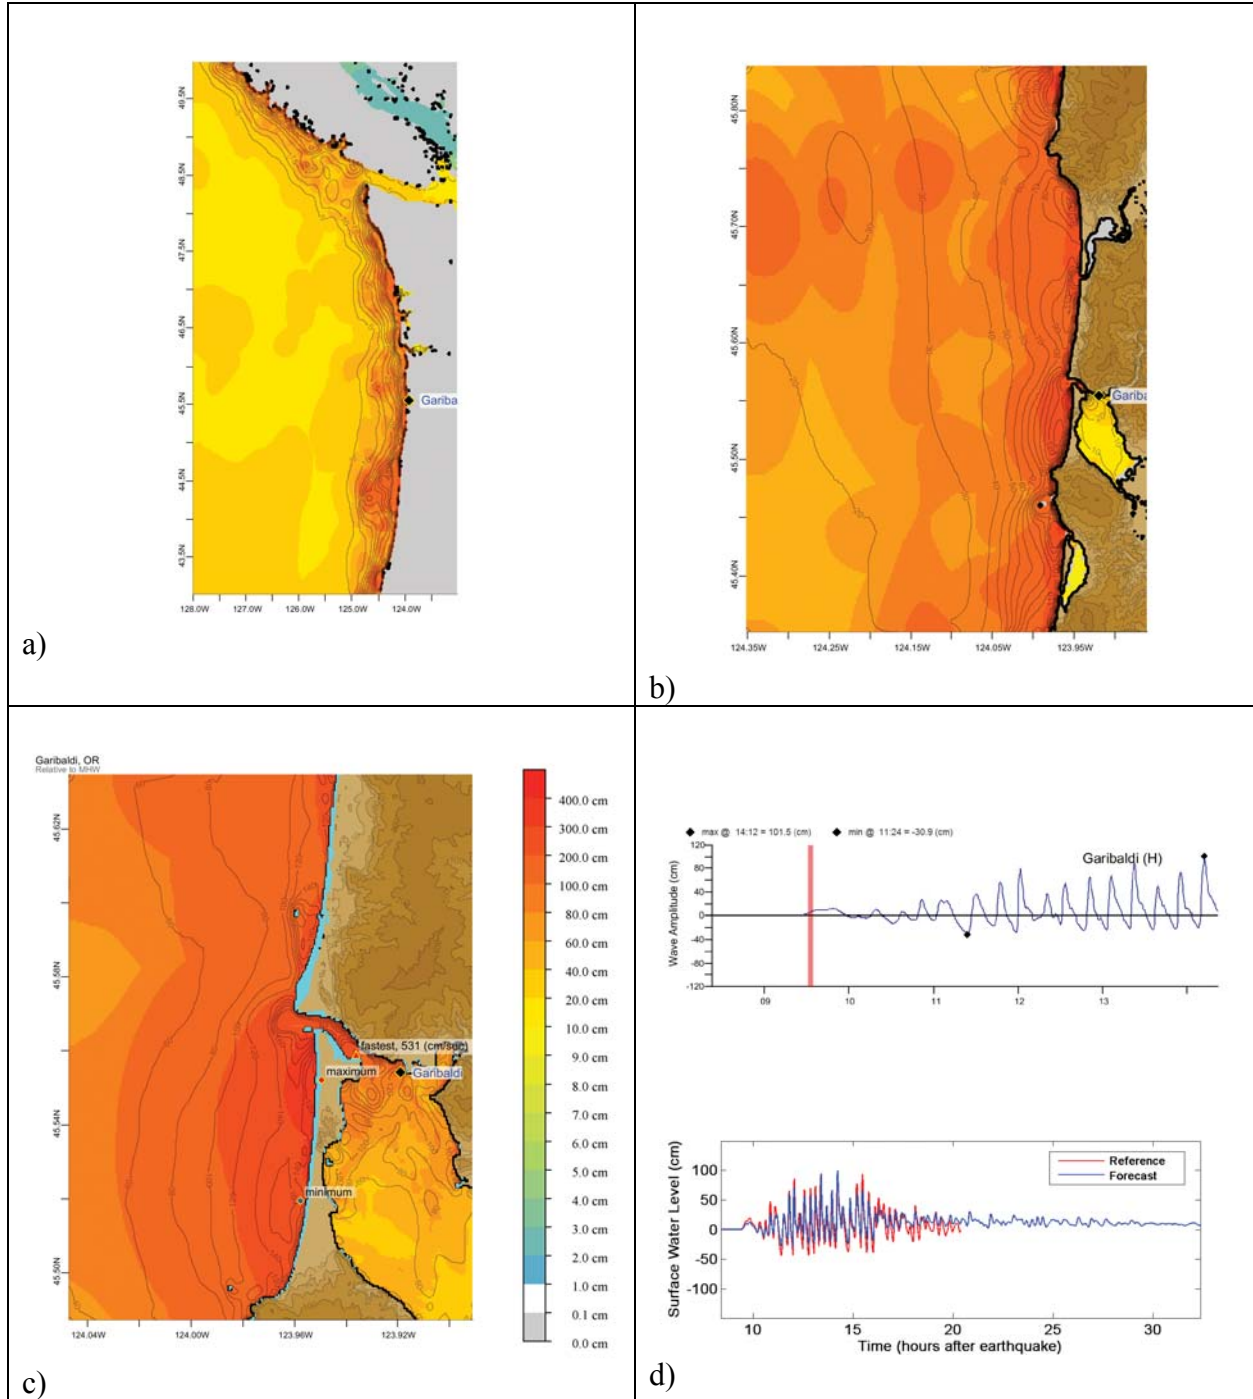 49.5N
48.5N
47.5N
46.5N
45.5N
44.5N
43.5N
Gariba
128.0W 127.0W 126.0W 125.0W 124.0W
a)
45.80N
45.70N
45.60N
45.50N
45.40N
Gariba
124.35W 124.25W 124.15W 124.05W 123.95W
b)
Garibaldi, OR
Relative to MHW
45.62N
45.58N
45.54N
45.50N
fastest, 531 (cm/sec)
Garibaldi
maximum
minimum
124.04W 124.00W 123.96W 123.92W
400.0 cm
300.0 cm
200.0 cm
100.0 cm
80.0 cm
60.0 cm
40.0 cm
20.0 cm
10.0 cm
9.0 cm
8.0 cm
7.0 cm
6.0 cm
5.0 cm
4.0 cm
3.0 cm
2.0 cm
1.0 cm
0.1 cm
0.0 cm
c)
max @ 14:12 = 101.5 (cm) min @ 11:24 = -30.9 (cm)
Garibaldi (H)
Wave Amplitude (cm)
120
80
40
0
-40
-80
-120
09 10 11 12 13
Reference
Forecast
Surface Water Level (cm)
100
50
0
-50
-100
10 15 20 25 30
Time (hours after earthquake)
d)